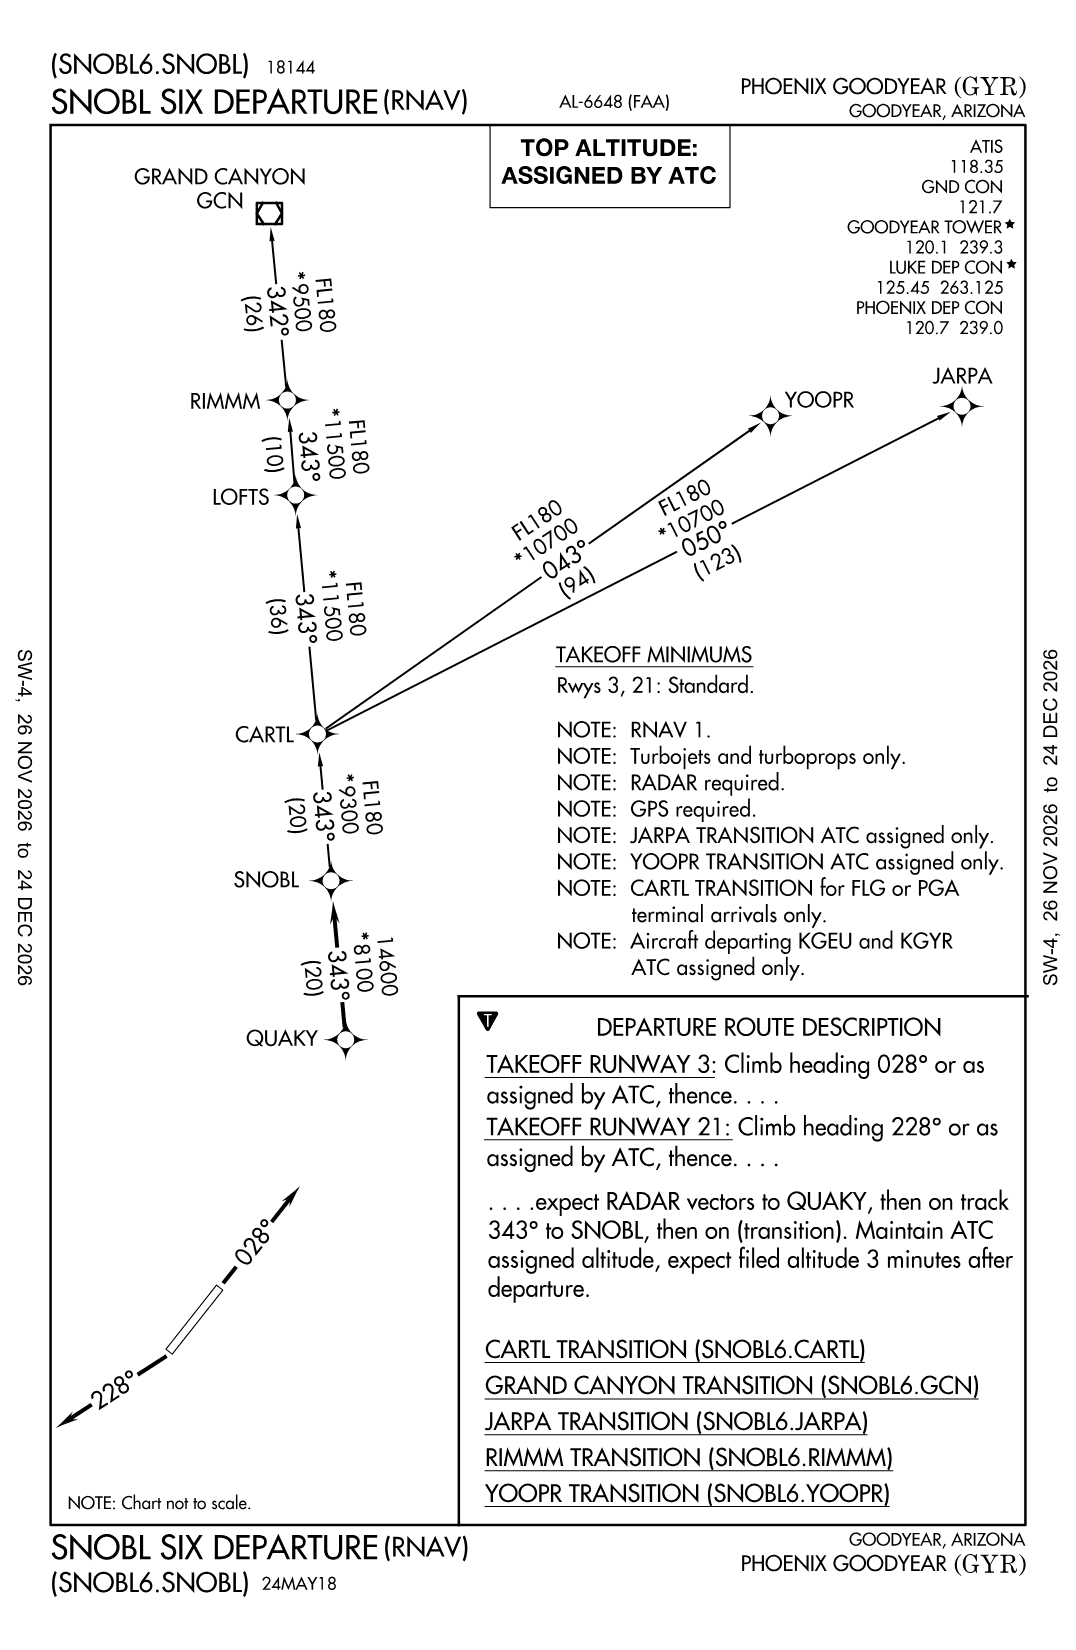 (SNOBL6.SNOBL) 18144
SNOBL SIX DEPARTURE (RNAV)
AL-6648 (FAA)
PHOENIX GOODYEAR (GYR)
GOODYEAR, ARIZONA
TOP ALTITUDE:
ASSIGNED BY ATC
ATIS
118.35
GND CON
121.7
GOODYEAR TOWER★
120.1 239.3
LUKE DEP CON★
125.45 263.125
PHOENIX DEP CON
120.7 239.0
GRAND CANYON
GCN
FL180
*9500
342°
(26)
RIMMM
FL180
*11500
343°
(10)
LOFTS
FL180
*11500
343°
(36)
YOOPR
JARPA
FL180
*10700
043°
(94)
FL180
*10700
050°
(123)
CARTL
FL180
*9300
343°
(20)
SNOBL
14600
*8100
343°
(20)
QUAKY
TAKEOFF MINIMUMS
Rwys 3, 21: Standard.
NOTE: RNAV 1.
NOTE: Turbojets and turboprops only.
NOTE: RADAR required.
NOTE: GPS required.
NOTE: JARPA TRANSITION ATC assigned only.
NOTE: YOOPR TRANSITION ATC assigned only.
NOTE: CARTL TRANSITION for FLG or PGA
terminal arrivals only.
NOTE: Aircraft departing KGEU and KGYR
ATC assigned only.
SW-4, 26 NOV 2026 to 24 DEC 2026
SW-4, 26 NOV 2026 to 24 DEC 2026
028°
228°
NOTE: Chart not to scale.
T
DEPARTURE ROUTE DESCRIPTION
TAKEOFF RUNWAY 3: Climb heading 028° or as
assigned by ATC, thence. . . .
TAKEOFF RUNWAY 21: Climb heading 228° or as
assigned by ATC, thence. . . .
. . . .expect RADAR vectors to QUAKY, then on track
343° to SNOBL, then on (transition). Maintain ATC
assigned altitude, expect filed altitude 3 minutes after
departure.
CARTL TRANSITION (SNOBL6.CARTL)
GRAND CANYON TRANSITION (SNOBL6.GCN)
JARPA TRANSITION (SNOBL6.JARPA)
RIMMM TRANSITION (SNOBL6.RIMMM)
YOOPR TRANSITION (SNOBL6.YOOPR)
SNOBL SIX DEPARTURE (RNAV)
(SNOBL6.SNOBL) 24MAY18
GOODYEAR, ARIZONA
PHOENIX GOODYEAR (GYR)